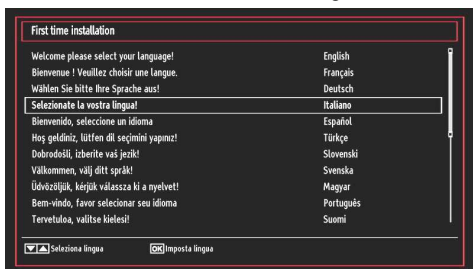 First time installation
Welcome please select your language! English
Bienvenue ! Veuillez choisir une langue. Français
Wählen Sie bitte Ihre Sprache aus! Deutsch
Selezionate la vostra lingua! Italiano
Bienvenido, seleccione un idioma Español
Hoş geldiniz, lütfen dil seçimini yapınız! Türkçe
Dobrodošli, izberite vaš jezik! Slovenski
Välkommen, välj ditt språk! Svenska
Üdvözöljük, kérjük válassza ki a nyelvet! Magyar
Bem-vindo, favor selecionar seu idioma Português
Tervetuloa, valitse kielesi! Suomi
Seleziona lingua OK Imposta lingua